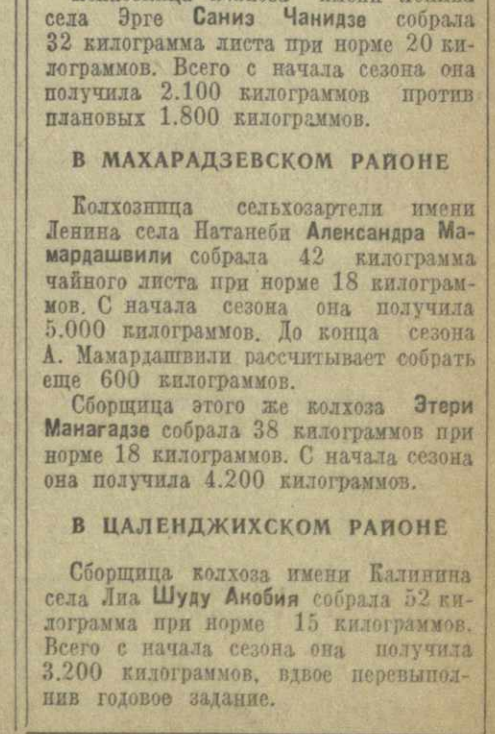 села Эрге Саниз Чанидзе собрала
32 килограмма листа при норме 20 ки-
лограммов. Всего с начала сезона она
получила 2.100 килограммов против
плановых 1.800 килограммов.
В МАХАРАДЗЕВСКОМ РАЙОНЕ
Колхозница сельхозартели имени
Ленина села Натанеби Александра Ма-
мардашвили собрала 42 килограмма
чайного листа при норме 18 килограм-
мов. С начала сезона она получила
5.000 килограммов. До конца сезона
А. Мамардашвили рассчитывает собрать
еще 600 килограммов.
Сборщица этого же колхоза Этери
Манагадзе собрала 38 килограммов при
норме 18 килограммов. С начала сезона
она получила 4.200 килограммов.
В ЦАЛЕНДЖИХСКОМ РАЙОНЕ
Сборщица колхоза имени Калинина
села Лиа Шуду Акобия собрала 52 ки-
лограмма при норме 15 килограммов.
Всего с начала сезона она получила
3.200 килограммов, вдвое перевыпол-
нив годовое задание.